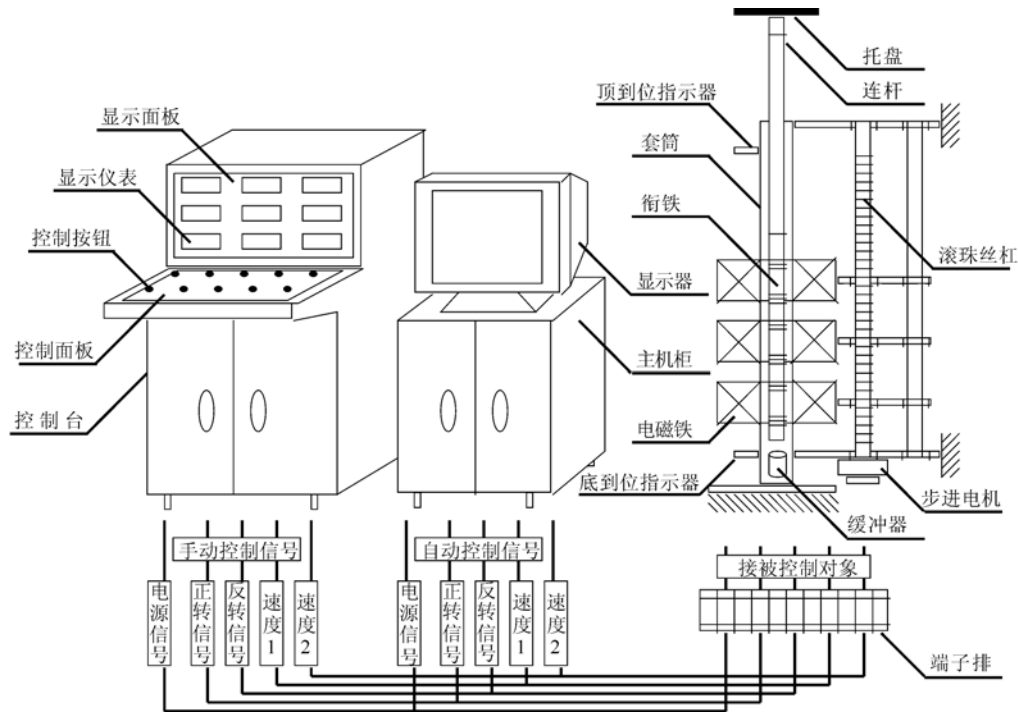 显示面板
显示仪表
控制按钮
控制面板
控制台
显示器
主机柜
托盘
连杆
顶到位指示器
套筒
衔铁
滚珠丝杠
电磁铁
底到位指示器
步进电机
缓冲器
手动控制信号
电源信号
正转信号
反转信号
速度1
速度2
自动控制信号
电源信号
正转信号
反转信号
速度1
速度2
接被控制对象
端子排